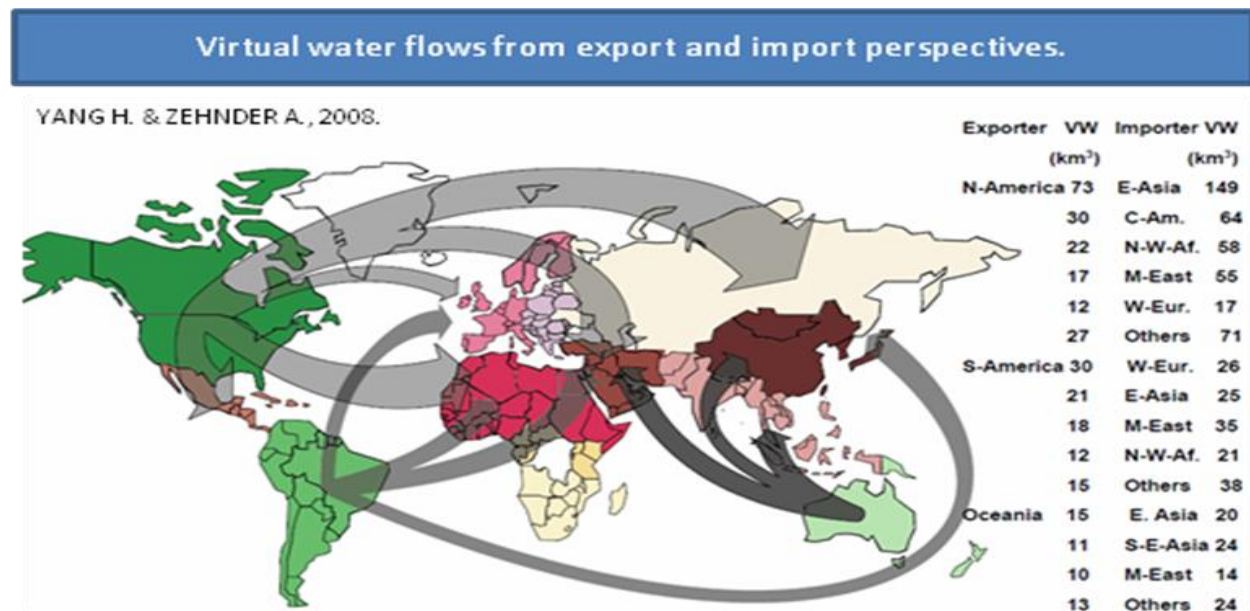 Virtual water flows from export and import perspectives.
YANG H. & ZEHNDER A., 2008.
Exporter VW Importer VW
(km³) (km³)
N-America 73 E-Asia 149
30 C-Am. 64
22 N-W-Af. 58
17 M-East 55
12 W-Eur. 17
27 Others 71
S-America 30 W-Eur. 26
21 E-Asia 25
18 M-East 35
12 N-W-Af. 21
15 Others 38
Oceania 15 E. Asia 20
11 S-E-Asia 24
10 M-East 14
13 Others 24